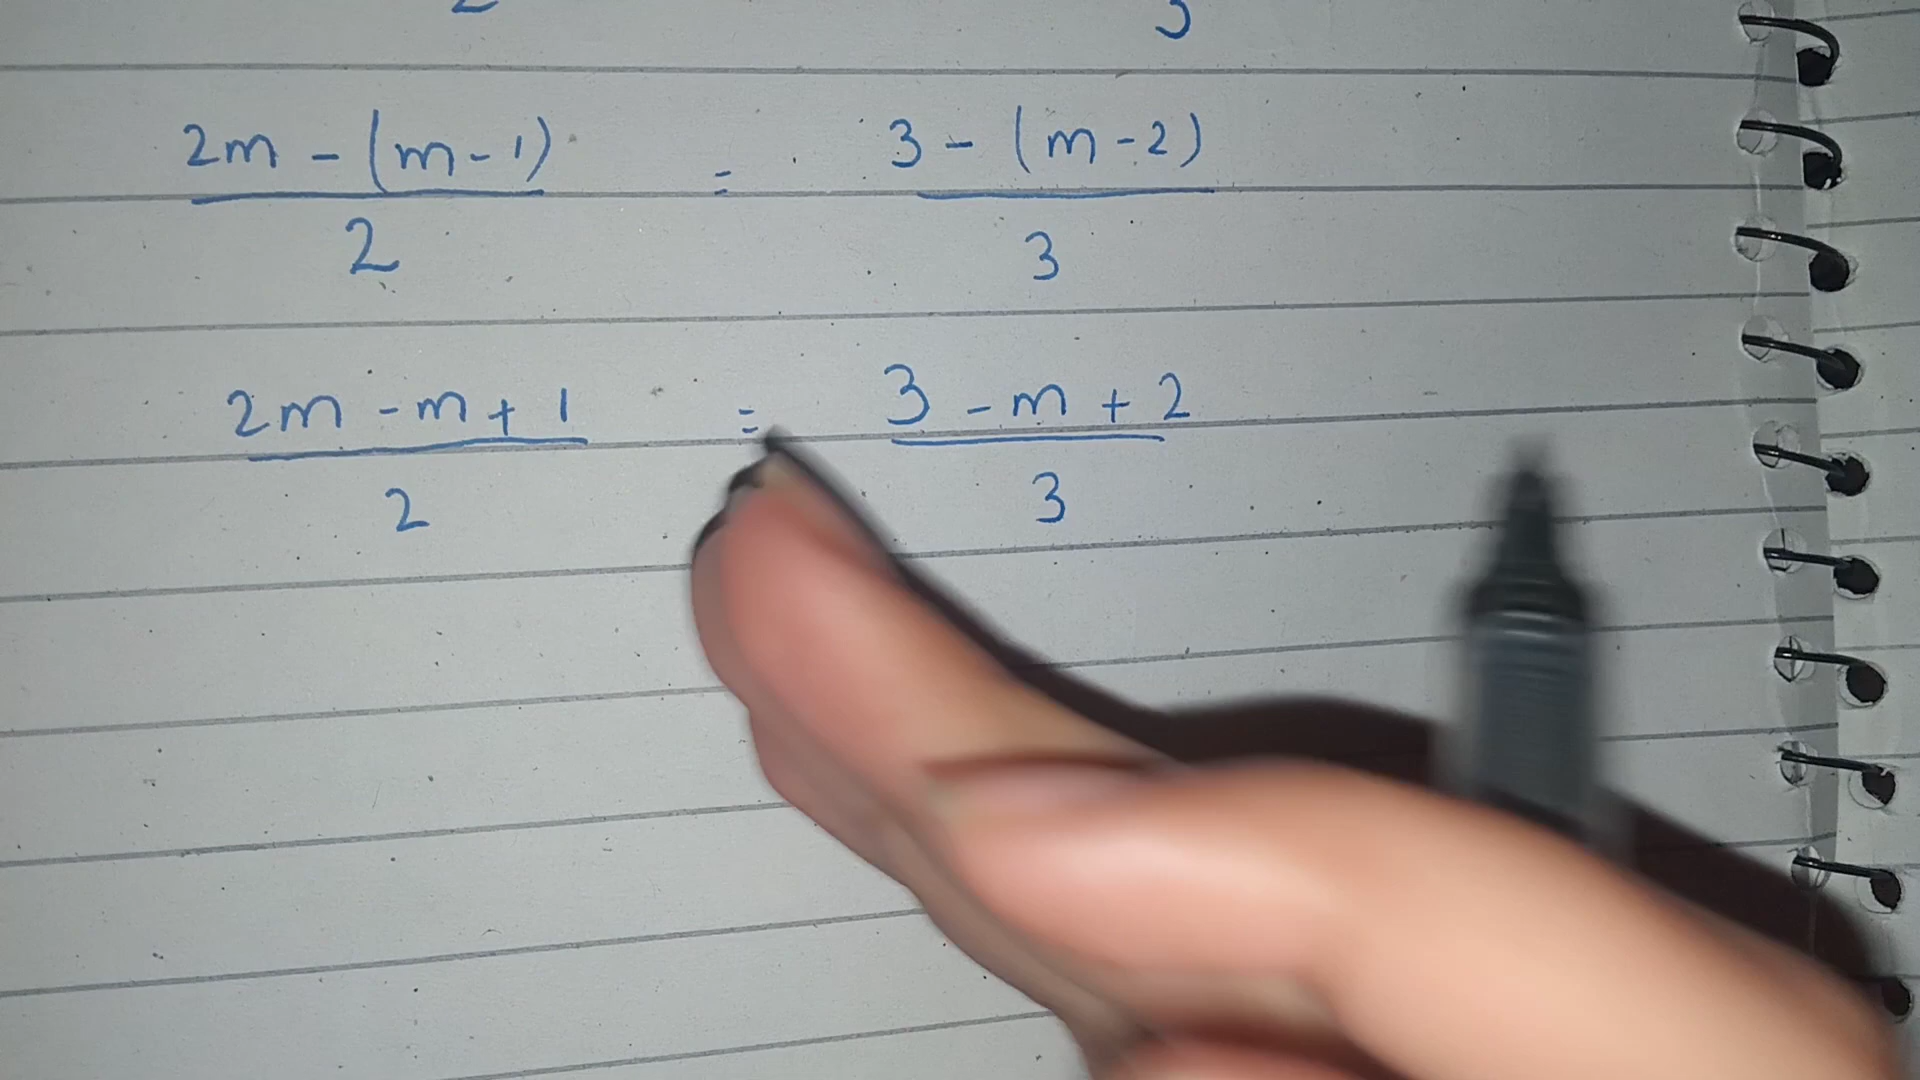 2m - (m - 1) = 3 - (m - 2)
2 3
2m - m + 1 = 3 - m + 2
2 3